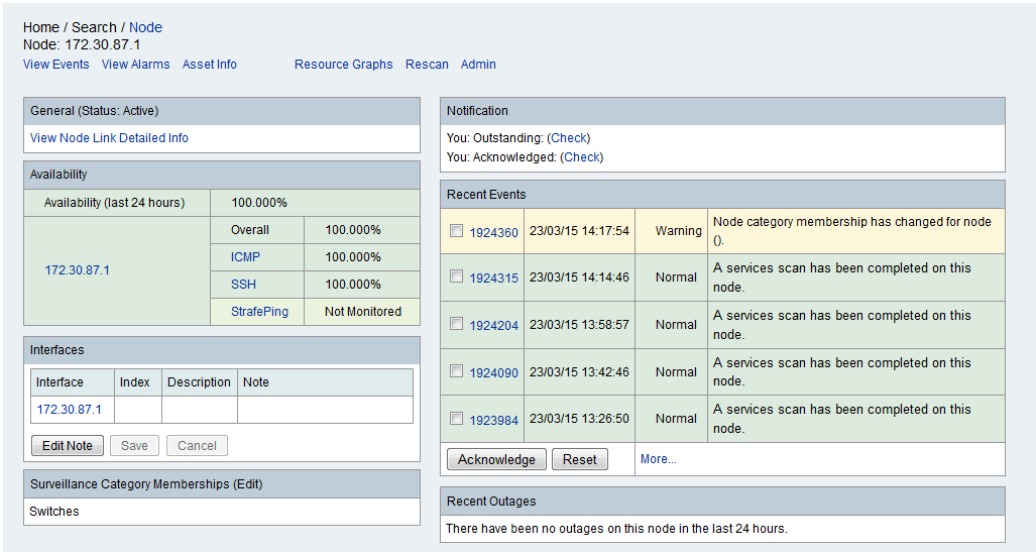 Home / Search / Node
Node: 172.30.87.1
View Events View Alarms Asset Info Resource Graphs Rescan Admin
General (Status: Active)
View Node Link Detailed Info
Availability
Availability (last 24 hours) 100.000%
172.30.87.1
Overall 100.000%
ICMP 100.000%
SSH 100.000%
StrafePing Not Monitored
Interfaces
Interface Index Description Note
172.30.87.1
Edit Note Save Cancel
Surveillance Category Memberships (Edit)
Switches
Notification
You: Outstanding: (Check)
You: Acknowledged: (Check)
Recent Events
1924360 23/03/15 14:17:54 Warning Node category membership has changed for node
().
1924315 23/03/15 14:14:46 Normal A services scan has been completed on this
node.
1924204 23/03/15 13:58:57 Normal A services scan has been completed on this
node.
1924090 23/03/15 13:42:46 Normal A services scan has been completed on this
node.
1923984 23/03/15 13:26:50 Normal A services scan has been completed on this
node.
Acknowledge Reset More...
Recent Outages
There have been no outages on this node in the last 24 hours.